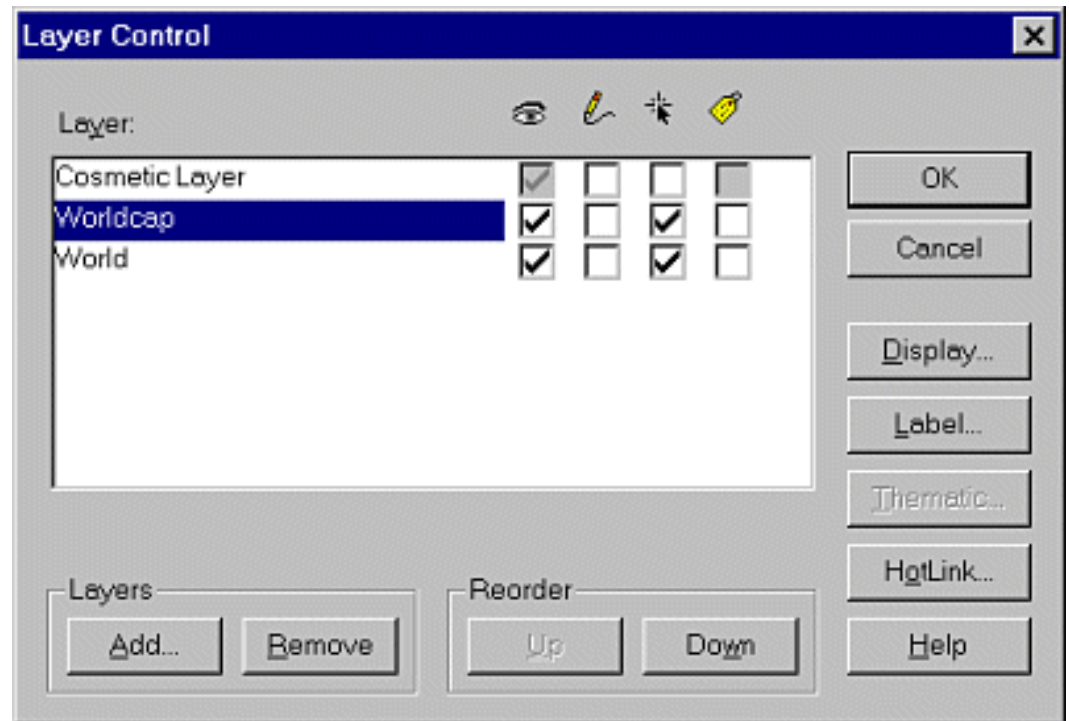 Layer Control
Layer:
Cosmetic Layer
Worldcap
World
OK
Cancel
Display...
Label...
Thematic...
HotLink...
Help
Layers
Add...
Remove
Reorder
Up
Down